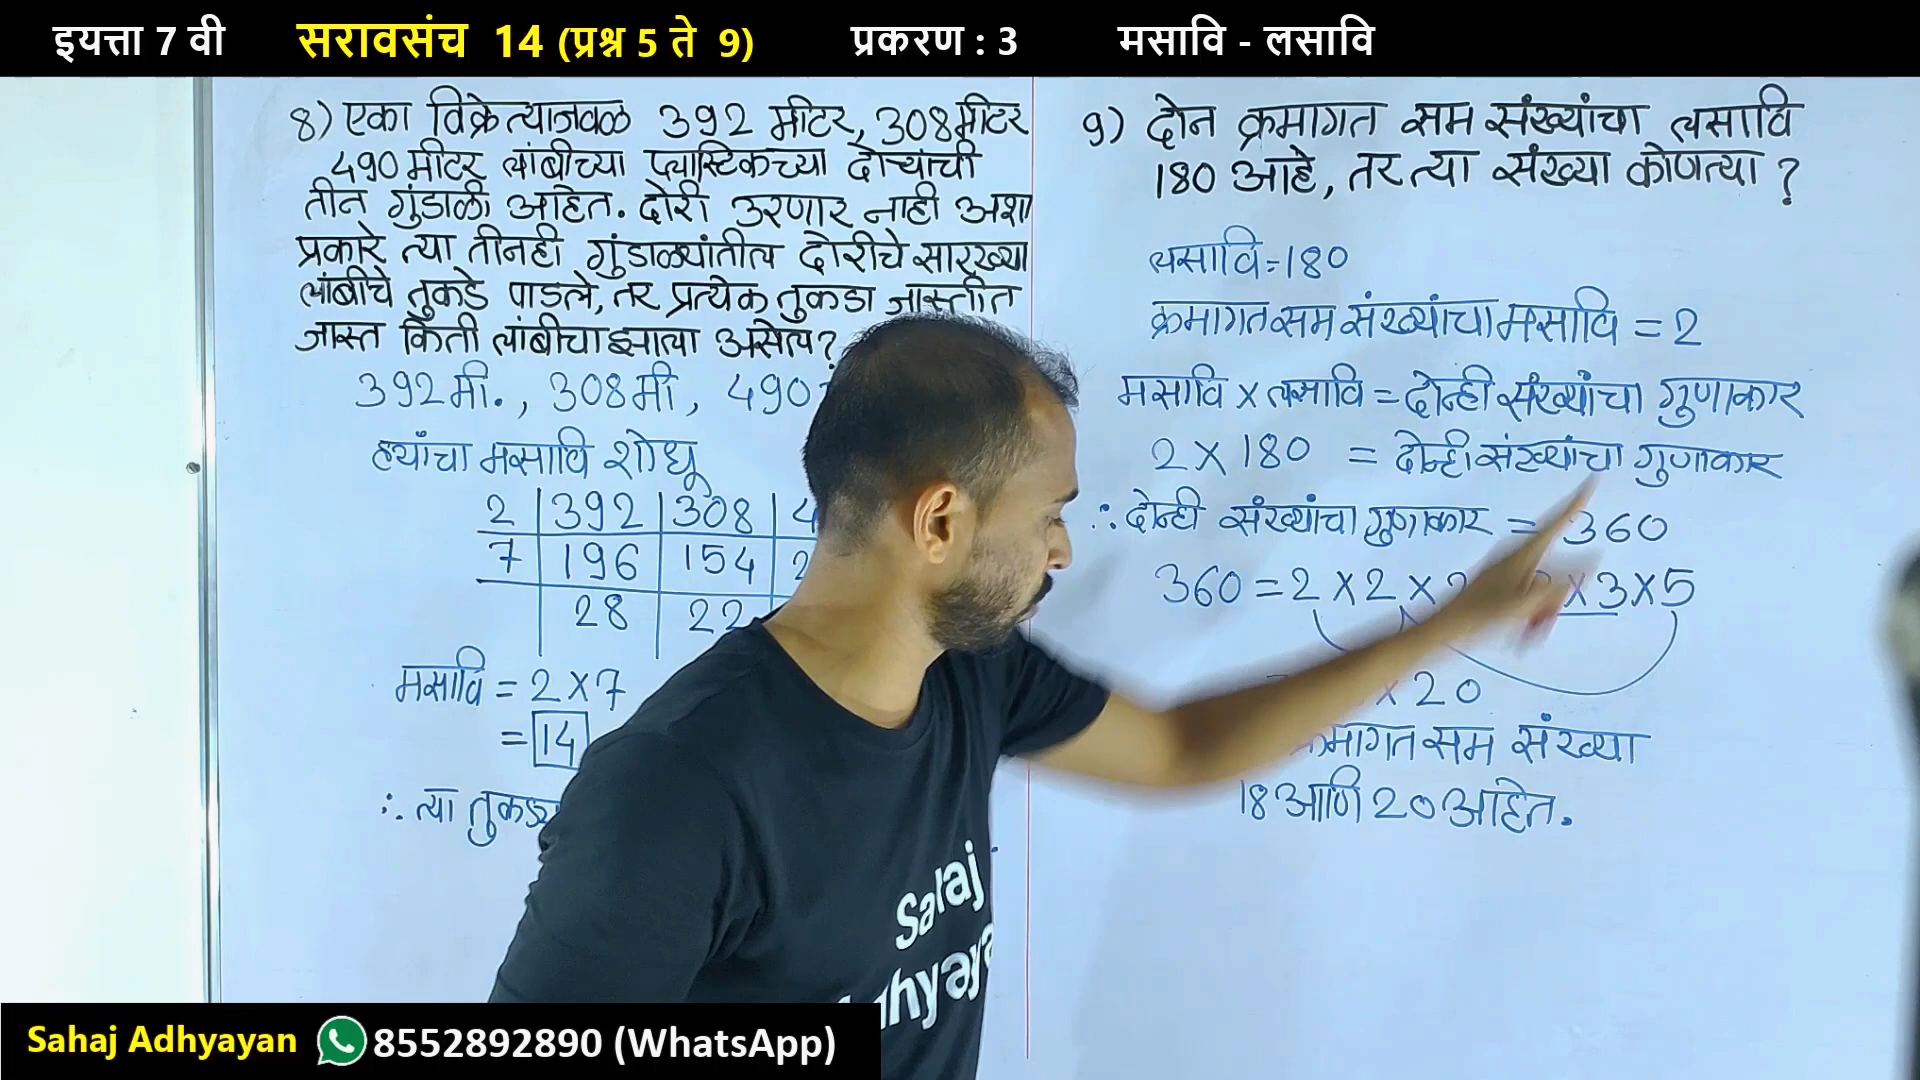 इयत्ता 7 वी सरावसंच 14 (प्रश्न 5 ते 9) प्रकरण : 3 मसावि - लसावि
8) एका विक्रेत्याजवळ 392 मीटर, 308 मीटर
490 मीटर लांबीच्या प्लास्टिकच्या दोऱ्यांची
तीन गुंडाळी आहेत. दोरी उरणार नाही अशा
प्रकारे त्या तीनही गुंडाळ्यांतील दोरीचे सारख्या
लांबीचे तुकडे पाडले, तर प्रत्येक तुकडा जास्तीत
जास्त किती लांबीचा झाला असेल?
392 मी., 308 मी, 490
ह्यांचा मसावि शोधू
2 392 308
7 196 154
28 22
मसावि = 2 × 7
= 14
∴ त्या
9) दोन क्रमागत सम संख्यांचा लसावि
180 आहे, तर त्या संख्या कोणत्या ?
लसावि = 180
क्रमागत सम संख्यांचा मसावि = 2
मसावि × लसावि = दोन्ही संख्यांचा गुणाकार
2 × 180 = दोन्ही संख्यांचा गुणाकार
∴ दोन्ही संख्यांचा गुणाकार = 360
360 = 2 × 2 × × 3 × 5
× 20
क्रमागत सम संख्या
18 आणि 20 आहेत.
Sahaj
Adhyayan
Sahaj Adhyayan 8552892890 (WhatsApp)